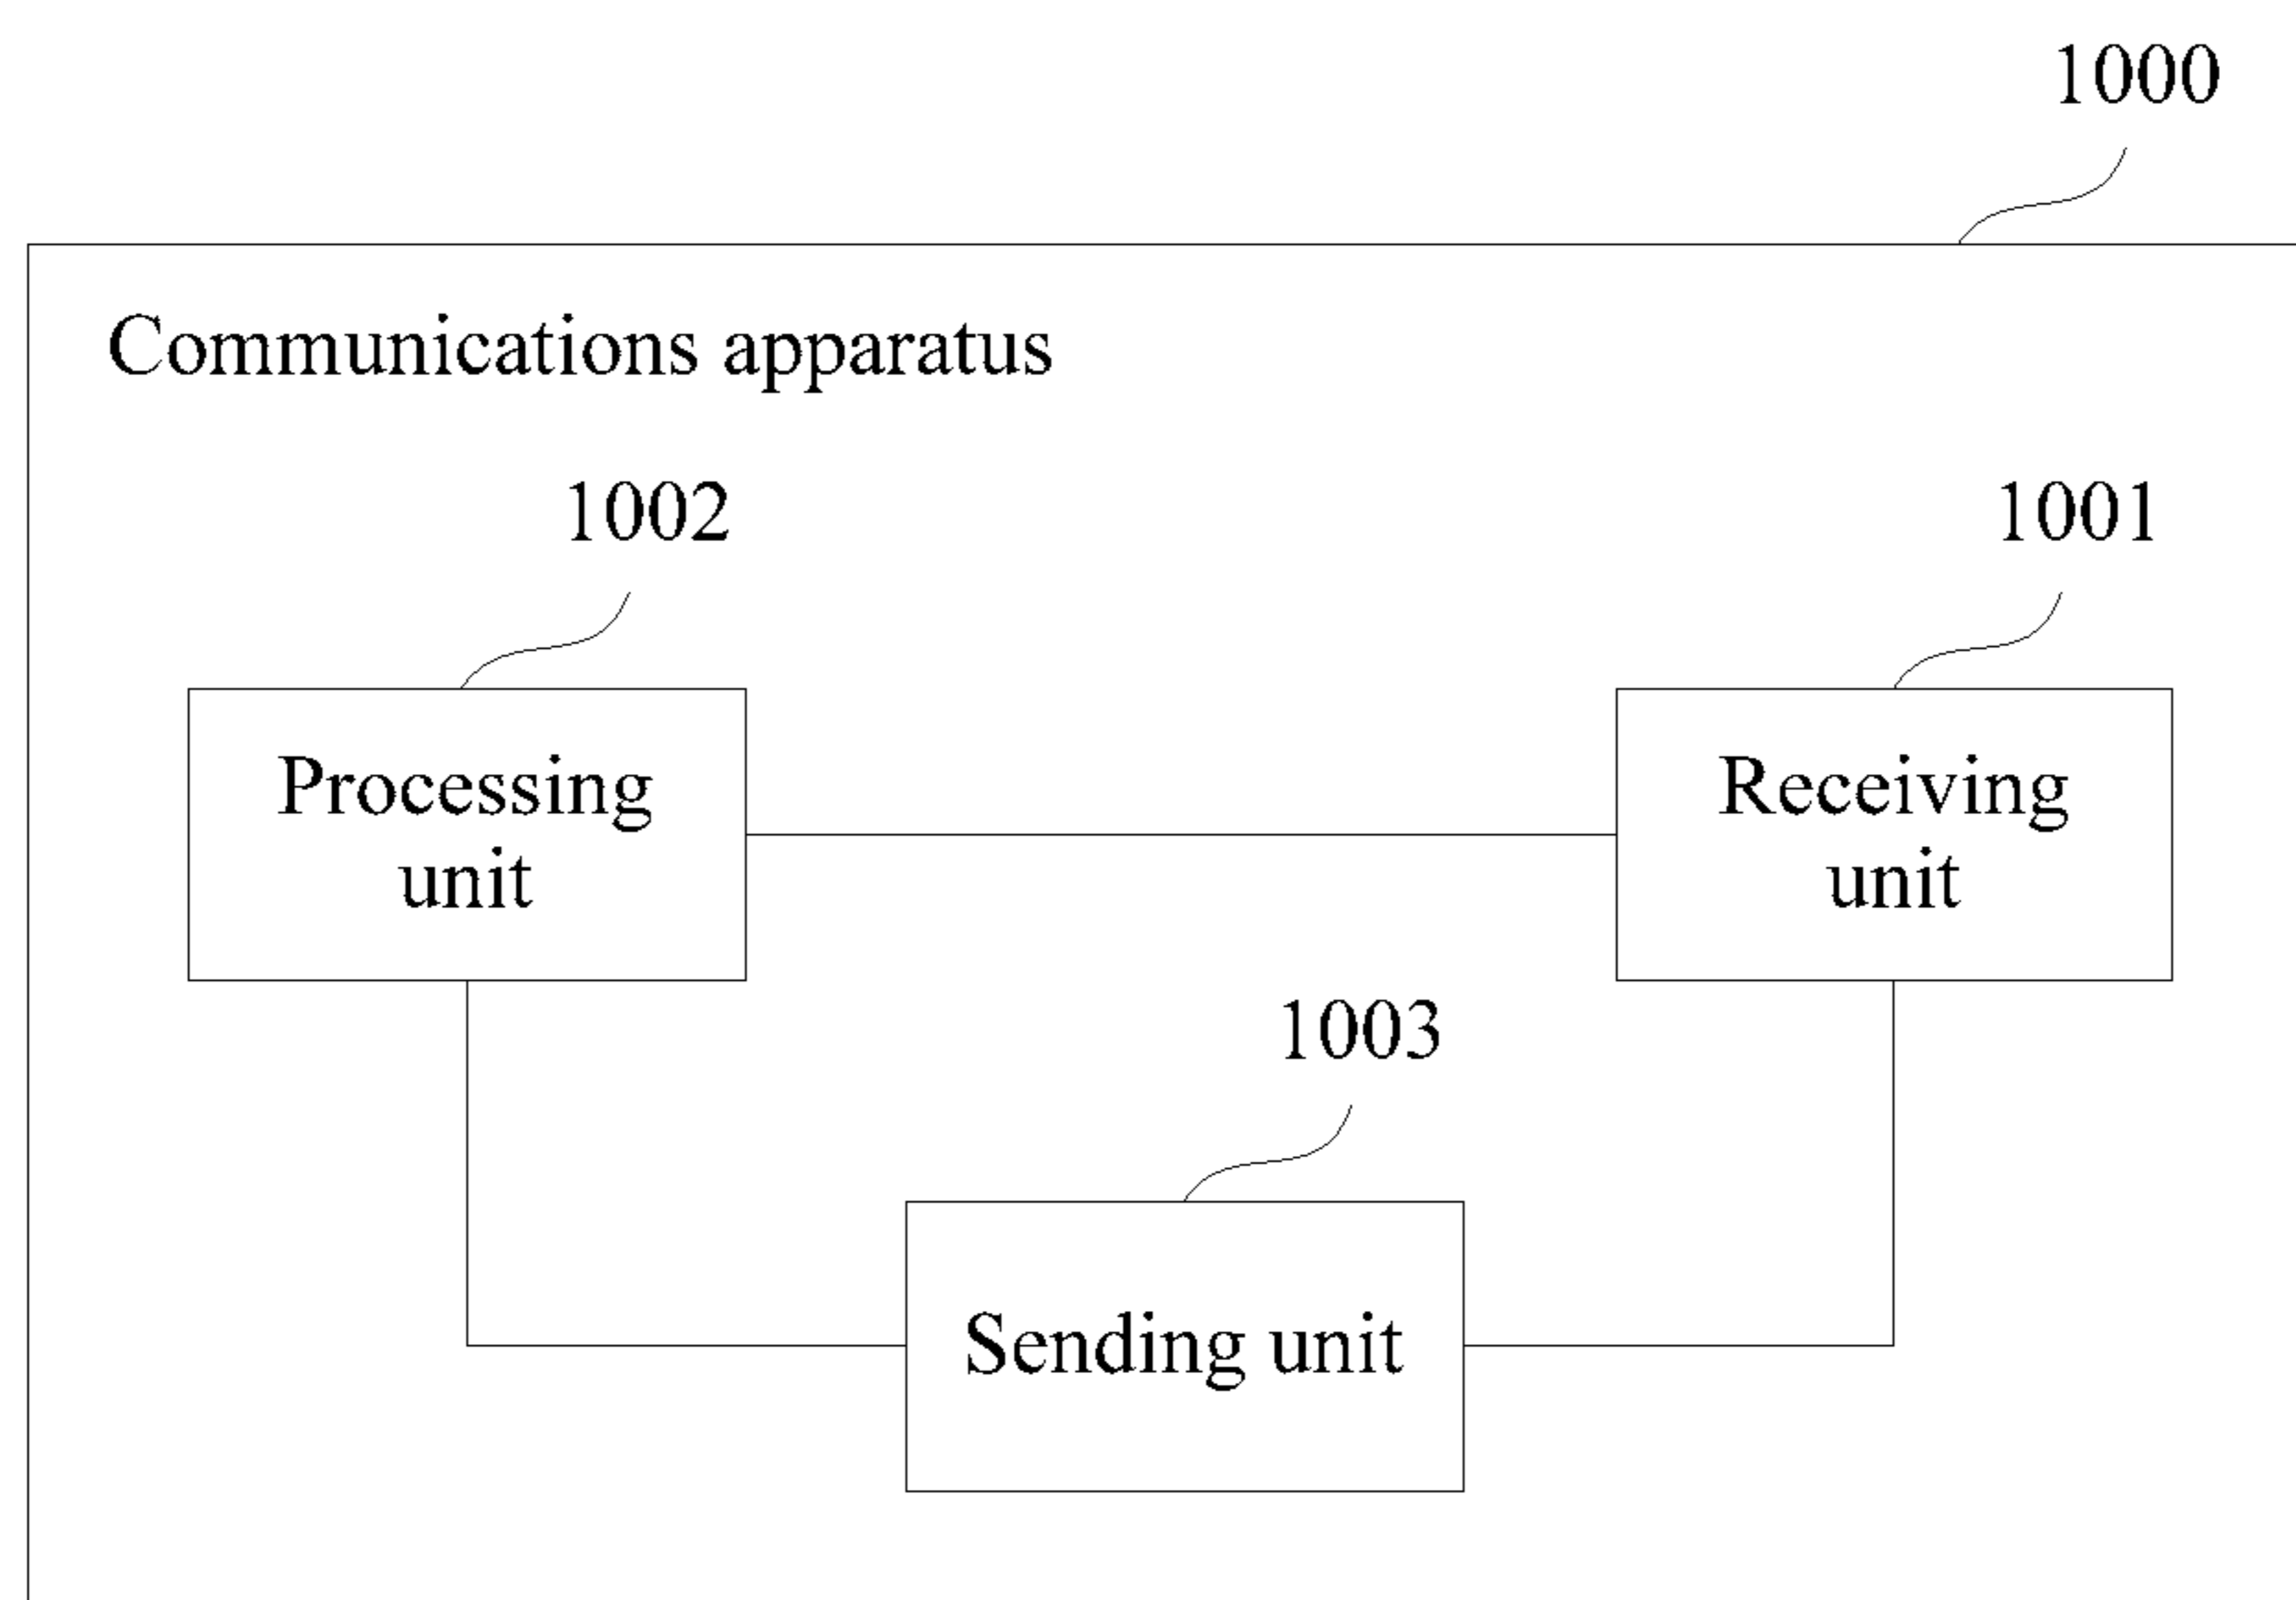 1000
Communications apparatus
1002
1001
Processing
unit
Receiving
unit
1003
Sending unit